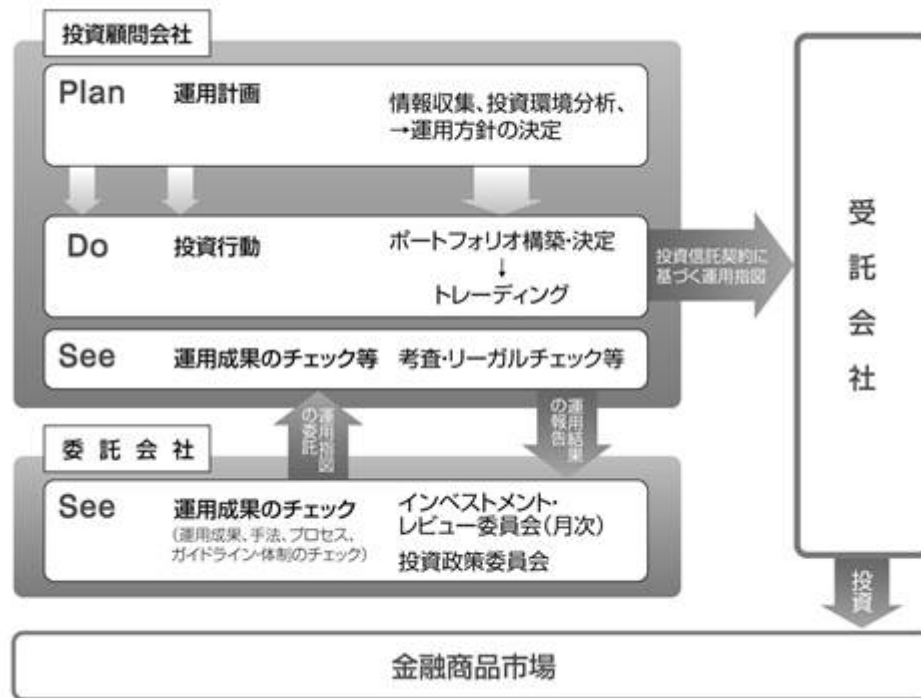 投資顧問会社
Plan 運用計画
情報収集、投資環境分析、
→運用方針の決定
Do 投資行動
ポートフォリオ構築・決定
↓
トレーディング
See 運用成果のチェック等 考査・リーガルチェック等
投資信託契約に
基づく運用指図
受託会社
運用指図
の委託
運用結果
の報告
委託会社
See 運用成果のチェック
(運用成果、手法、プロセス、
ガイドライン・体制のチェック)
インベストメント・
レビュー委員会(月次)
投資政策委員会
投資
金融商品市場